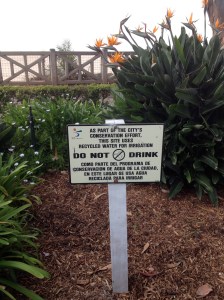 AS PART OF THE CITY'S
CONSERVATION EFFORT,
THIS SITE USES
RECYCLED WATER FOR IRRIGATION
DO NOT DRINK
COMO PARTE DEL PROGRAMA DE
CONSERVACION DE AGUA DE LA CIUDAD,
EN ESTE LUGAR SE USA AGUA
RECICLADA PARA IRRIGAR